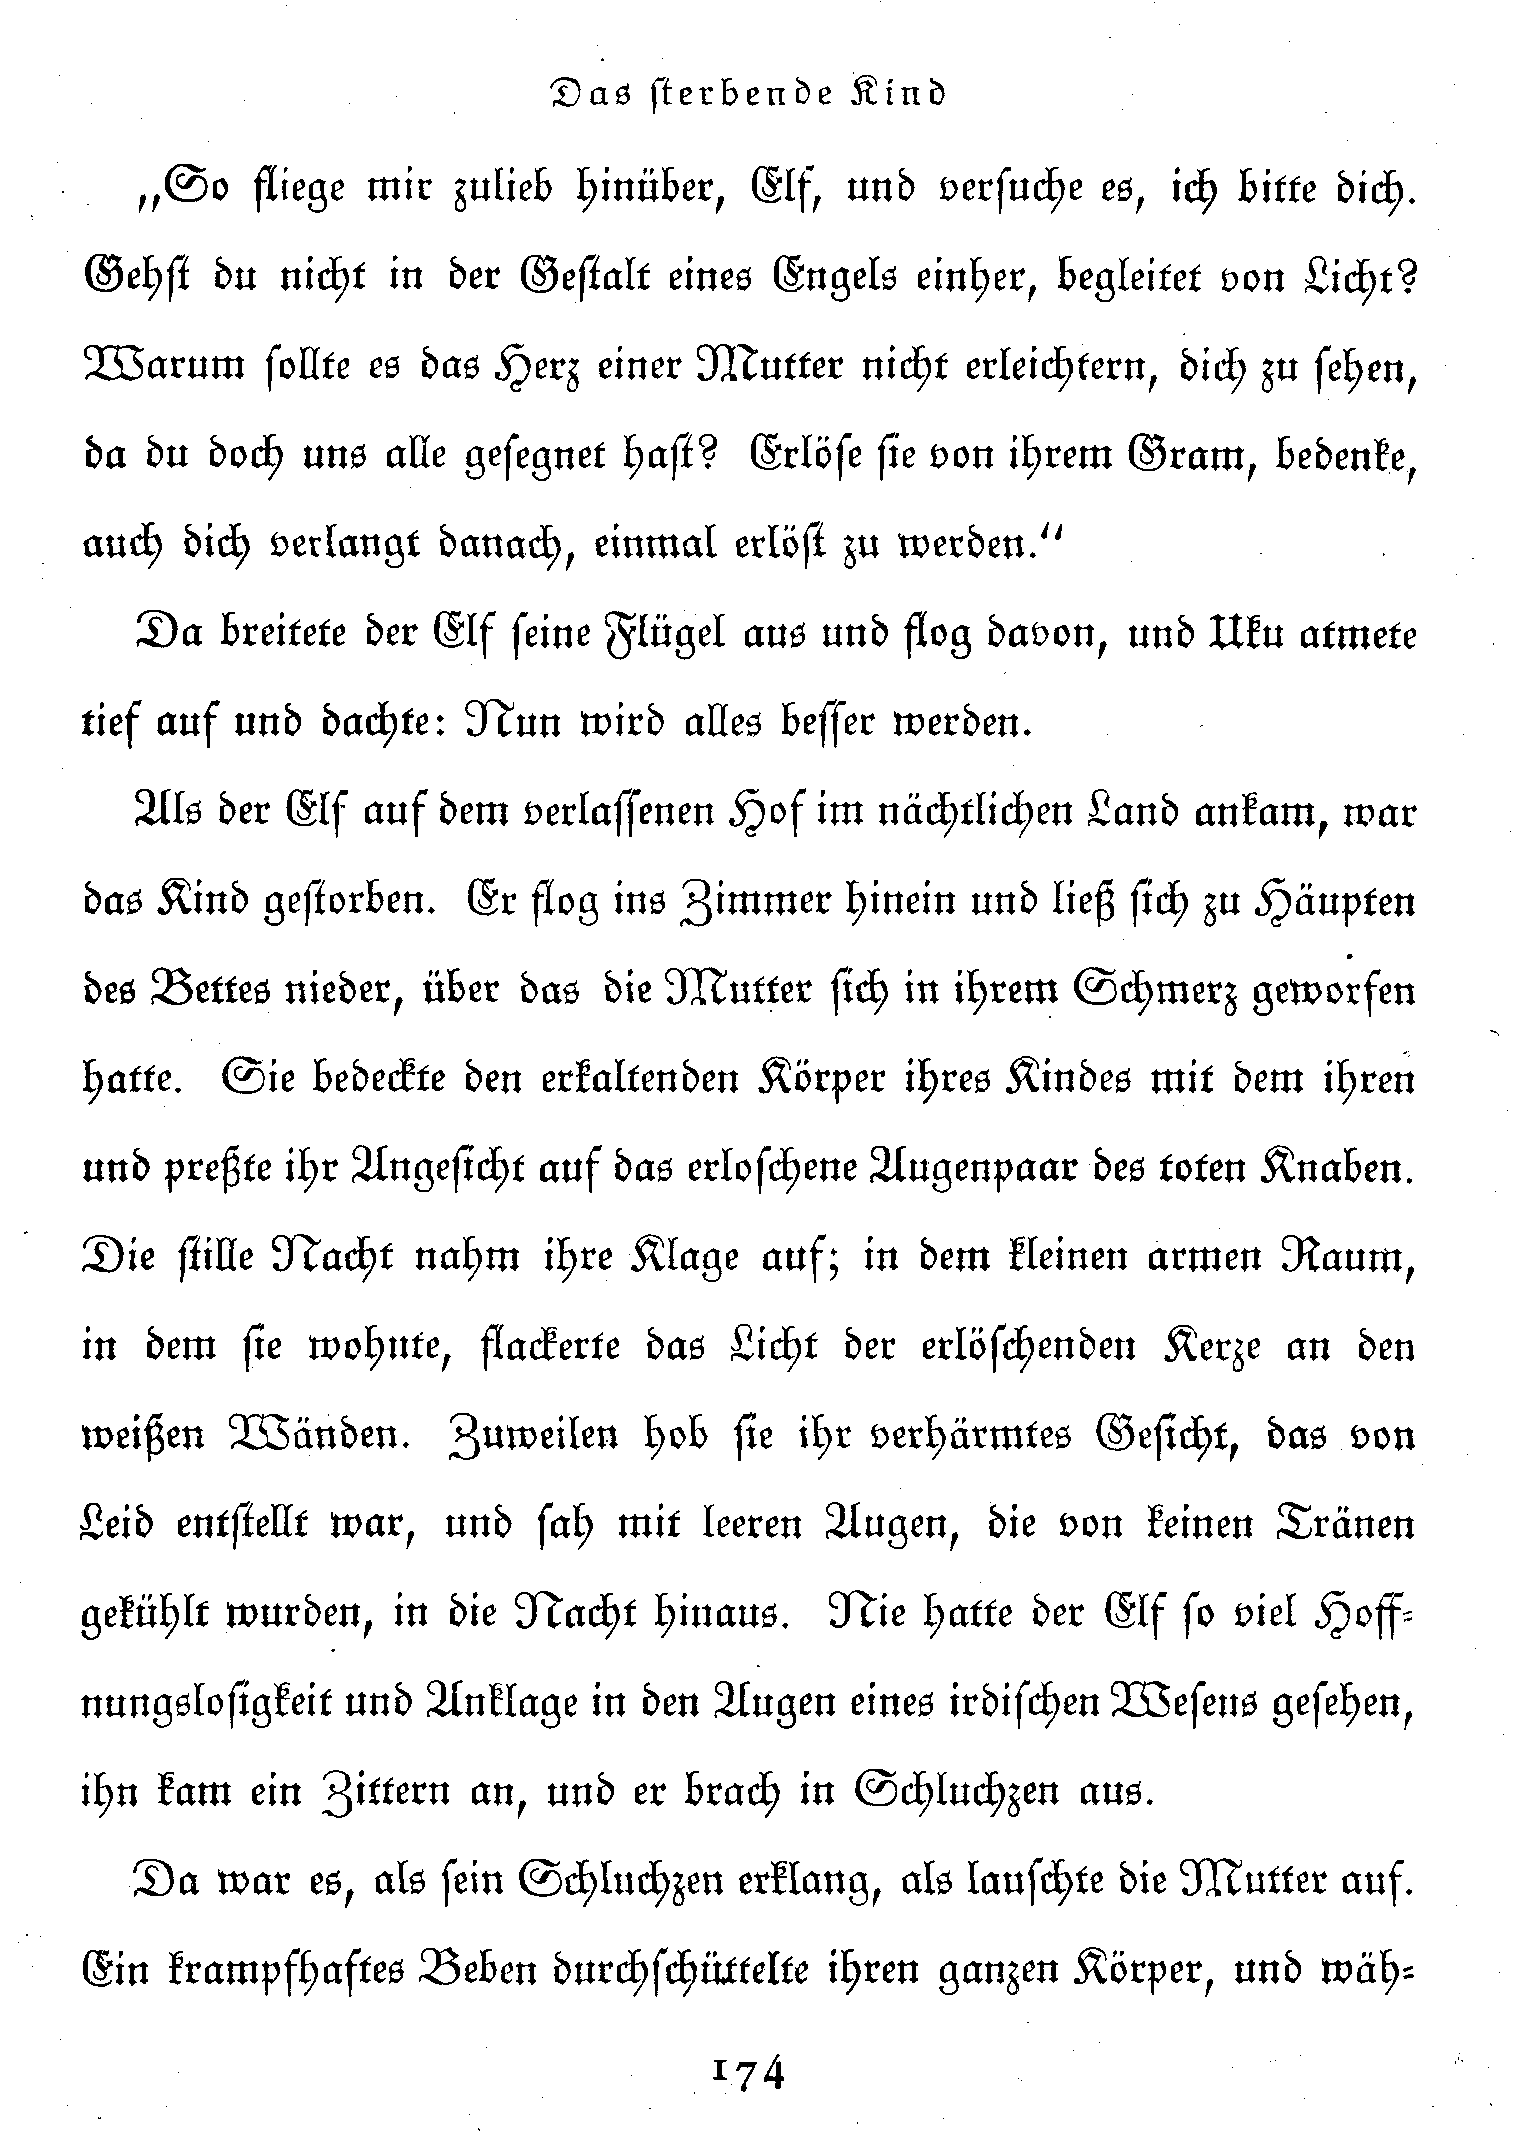 Das sterbende Kind
„So fliege mir zulieb hinüber, Elf, und versuche es, ich bitte dich.
Gehst du nicht in der Gestalt eines Engels einher, begleitet von Licht?
Warum sollte es das Herz einer Mutter nicht erleichtern, dich zu sehen,
da du doch uns alle gesegnet hast? Erlöse sie von ihrem Gram, bedenke,
auch dich verlangt danach, einmal erlöst zu werden.“
Da breitete der Elf seine Flügel aus und flog davon, und Uku atmete
tief auf und dachte: Nun wird alles besser werden.
Als der Elf auf dem verlassenen Hof im nächtlichen Land ankam, war
das Kind gestorben. Er flog ins Zimmer hinein und ließ sich zu Häupten
des Bettes nieder, über das die Mutter sich in ihrem Schmerz geworfen
hatte. Sie bedeckte den erkaltenden Körper ihres Kindes mit dem ihren
und preßte ihr Angesicht auf das erloschene Augenpaar des toten Knaben.
Die stille Nacht nahm ihre Klage auf; in dem kleinen armen Raum,
in dem sie wohnte, flackerte das Licht der erlöschenden Kerze an den
weißen Wänden. Zuweilen hob sie ihr verhärmtes Gesicht, das von
Leid entstellt war, und sah mit leeren Augen, die von keinen Tränen
gekühlt wurden, in die Nacht hinaus. Nie hatte der Elf so viel Hoff-
nungslosigkeit und Anklage in den Augen eines irdischen Wesens gesehen,
ihn kam ein Zittern an, und er brach in Schluchzen aus.
Da war es, als sein Schluchzen erklang, als lauschte die Mutter auf.
Ein krampfhaftes Beben durchschüttelte ihren ganzen Körper, und wäh-
174